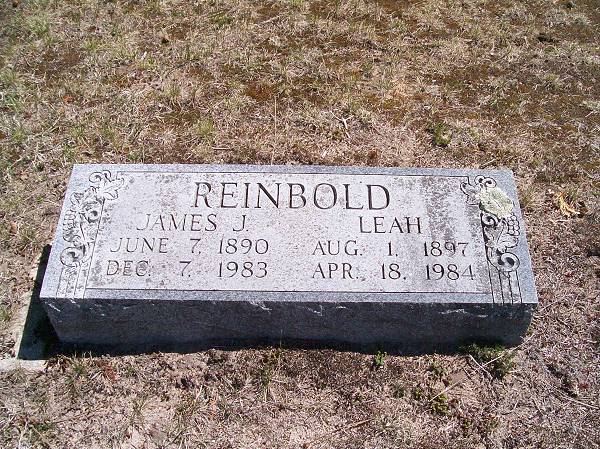 REINBOLD
JAMES J. LEAH
JUNE 7, 1890 AUG. 1, 1897
DEC. 7, 1983 APR. 18, 1984